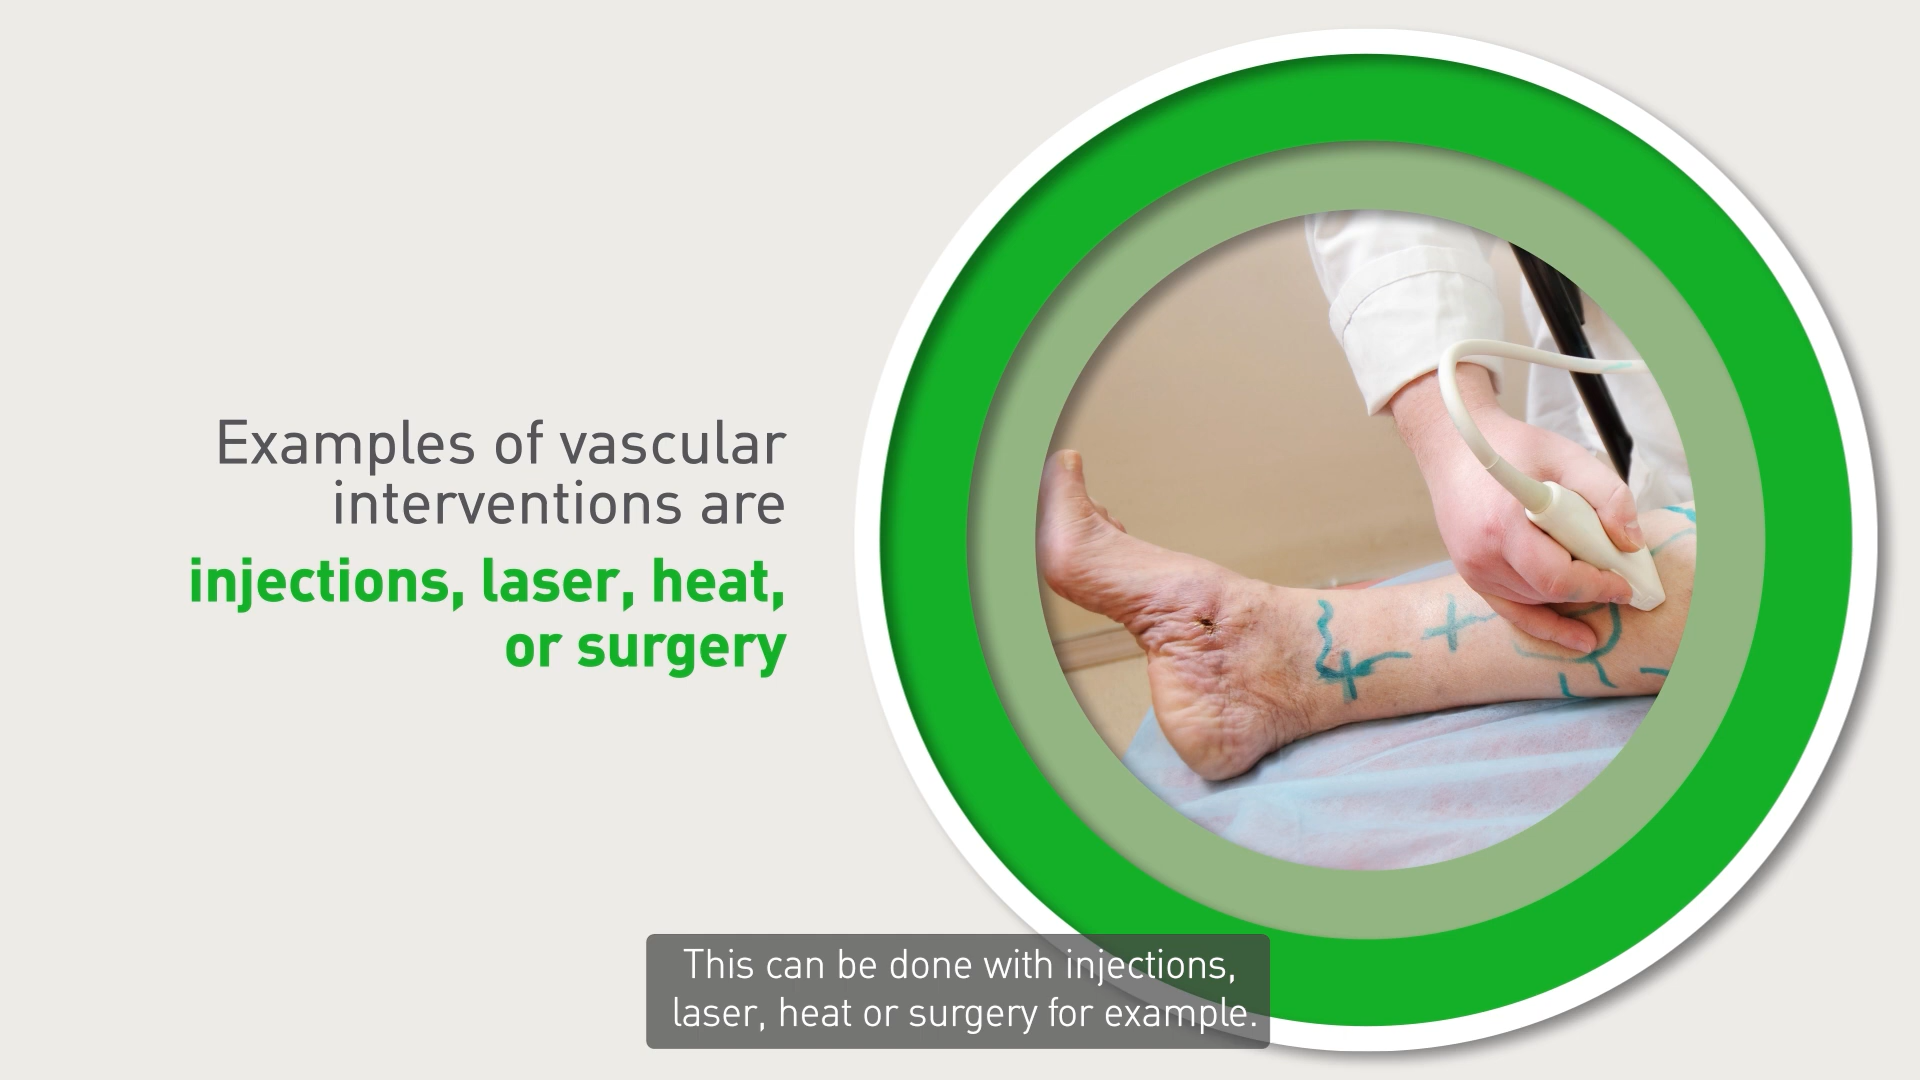 Examples of vascular
interventions are
injections, laser, heat,
or surgery
This can be done with injections,
laser, heat or surgery for example.